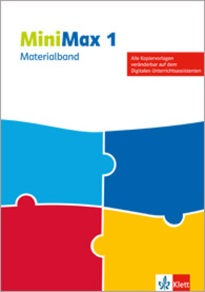 MiniMax 1
Materialband
Alle Kopiervorlagen
veränderbar auf dem
Digitalen Unterrichtsassistenten
Klett